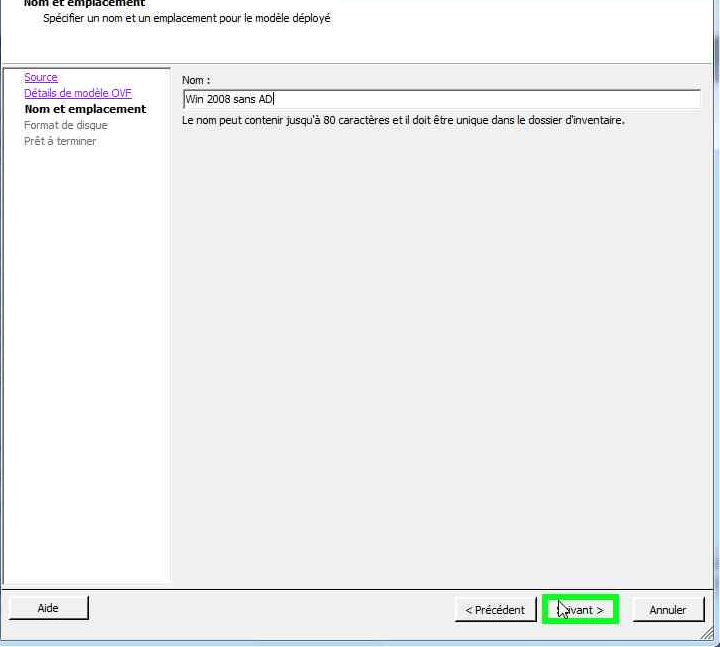 Nom et emplacement
Spécifier un nom et un emplacement pour le modèle déployé
Source
Détails de modèle OVF
Nom et emplacement
Format de disque
Prêt à terminer
Nom :
Win 2008 sans AD
Le nom peut contenir jusqu'à 80 caractères et il doit être unique dans le dossier d'inventaire.
Aide
< Précédent
Suivant >
Annuler